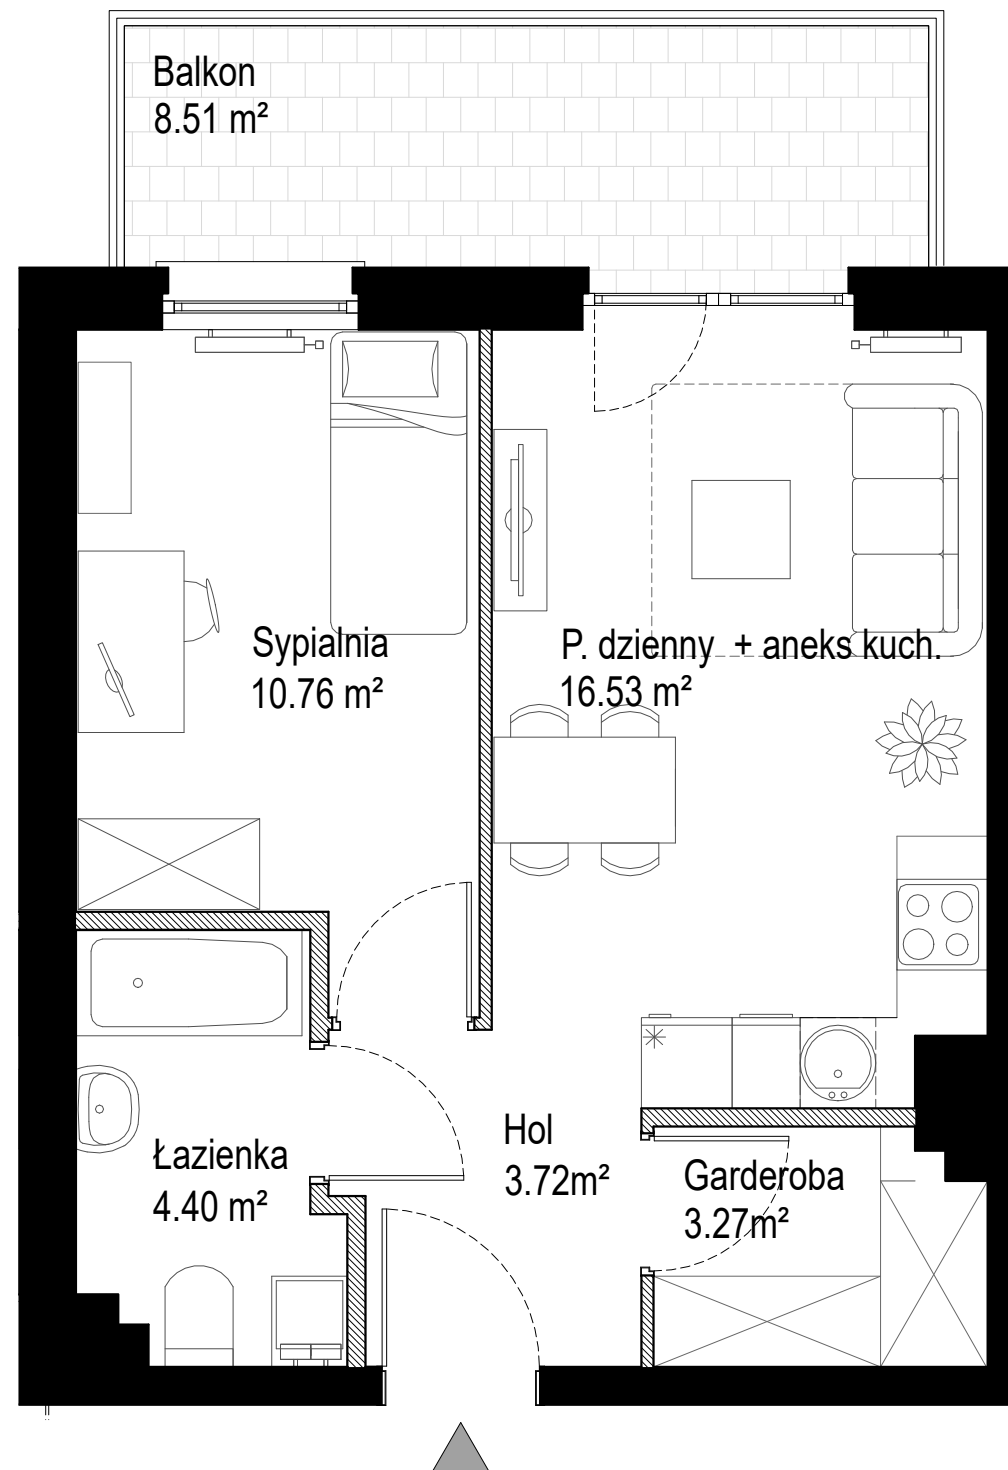 Balkon
8.51 m²
Sypialnia
10.76 m²
P. dzienny + aneks kuch.
16.53 m²
Hol
3.72m²
Łazienka
4.40 m²
Garderoba
3.27m²